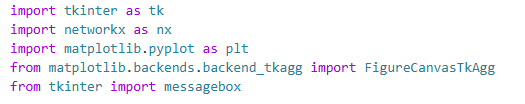 import tkinter as tk
import networkx as nx
import matplotlib.pyplot as plt
from matplotlib.backends.backend_tkagg import FigureCanvasTkAgg
from tkinter import messagebox